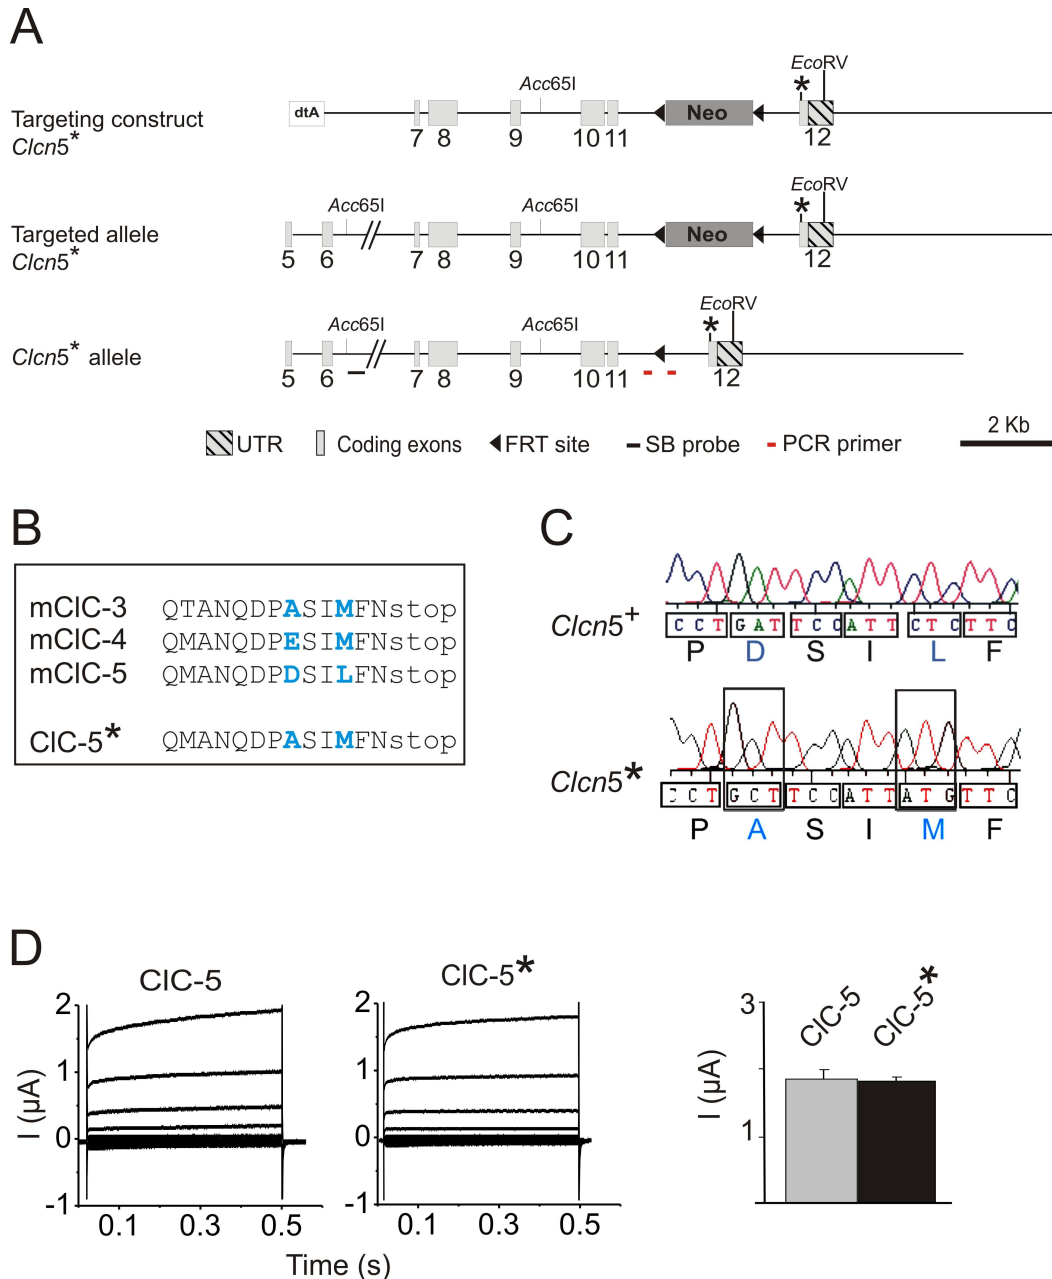 A
Targeting construct
Clcn5*
dtA
7 8 9 10 11 12
Acc65I
Neo
*
EcoRV
Targeted allele
Clcn5*
5 6 7 8 9 10 11 12
Acc65I
Acc65I
Neo
*
EcoRV
Clcn5* allele
5 6 7 8 9 10 11 12
Acc65I
Acc65I
*
EcoRV
UTR Coding exons FRT site SB probe PCR primer
2 Kb
B
mClC-3 QTANQDPASIMFNstop
mClC-4 QMANQDPESIMFNstop
mClC-5 QMANQDPDSILFNstop
ClC-5* QMANQDPASIMFNstop
C
Clcn5+
C C T G A T T C C A T T C T C T T C
P D S I L F
Clcn5*
C C T G C T T C C A T T A T G T T C
P A S I M F
D
ClC-5
2
1
0
-1
I (µA)
0.1 0.3 0.5
ClC-5*
2
1
0
-1
0.1 0.3 0.5
Time (s)
3
1
I (µA)
ClC-5
ClC-5*